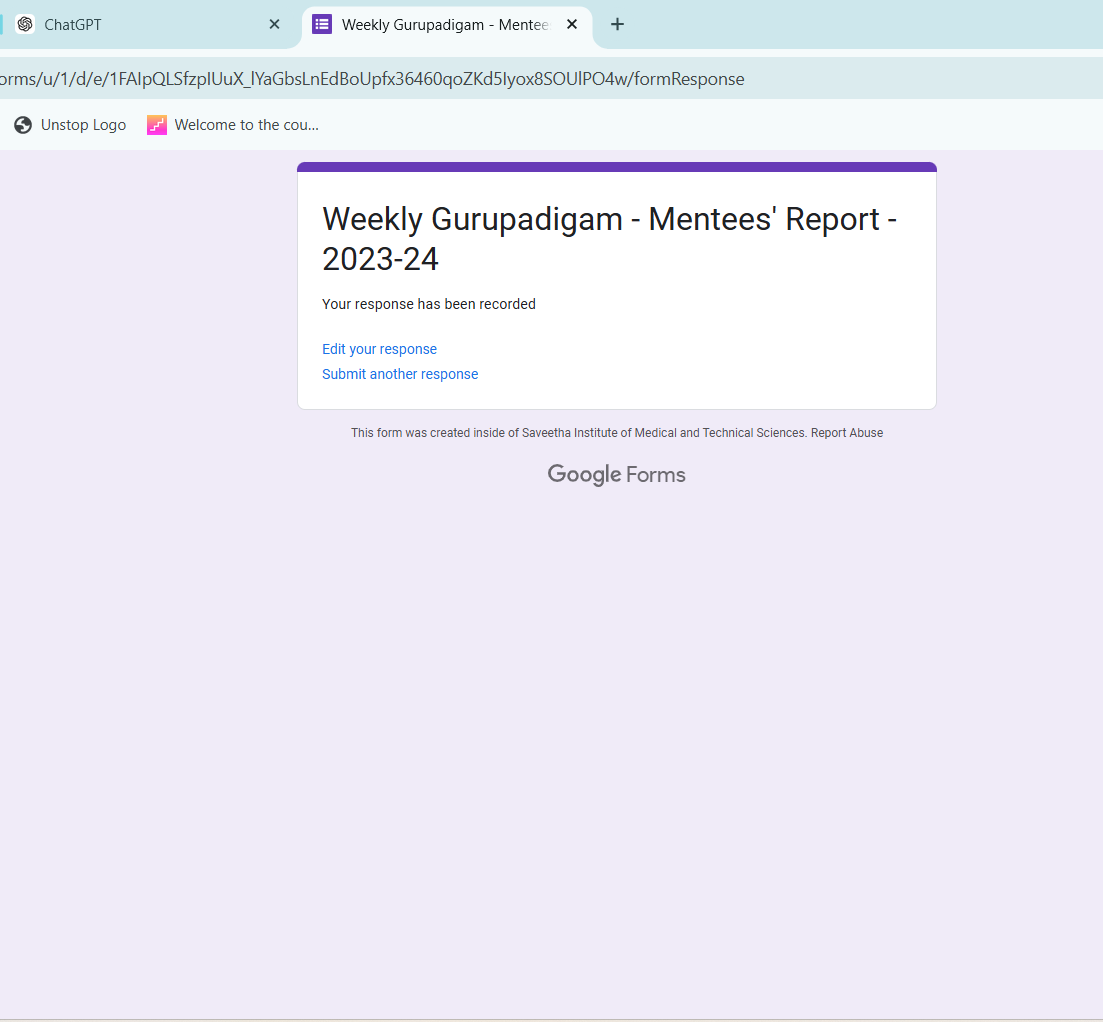 ChatGPT
Weekly Gurupadigam - Mentee
orms/u/1/d/e/1FAIpQLSfzpIUuX_lYaGbsLnEdBoUpfx36460qoZKd5Iyox8SOUlPO4w/formResponse
Unstop Logo
Welcome to the cou...
Weekly Gurupadigam - Mentees' Report -
2023-24
Your response has been recorded
Edit your response
Submit another response
This form was created inside of Saveetha Institute of Medical and Technical Sciences. Report Abuse
Google Forms